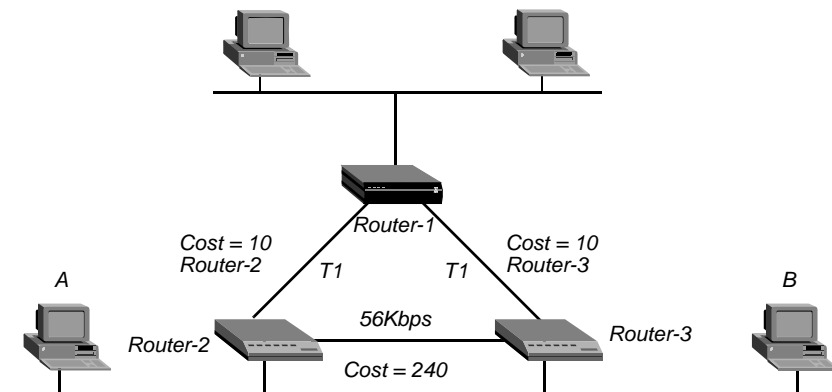 Router-1
Cost = 10
Router-2
Cost = 10
Router-3
T1
T1
A
B
56Kbps
Router-2
Router-3
Cost = 240